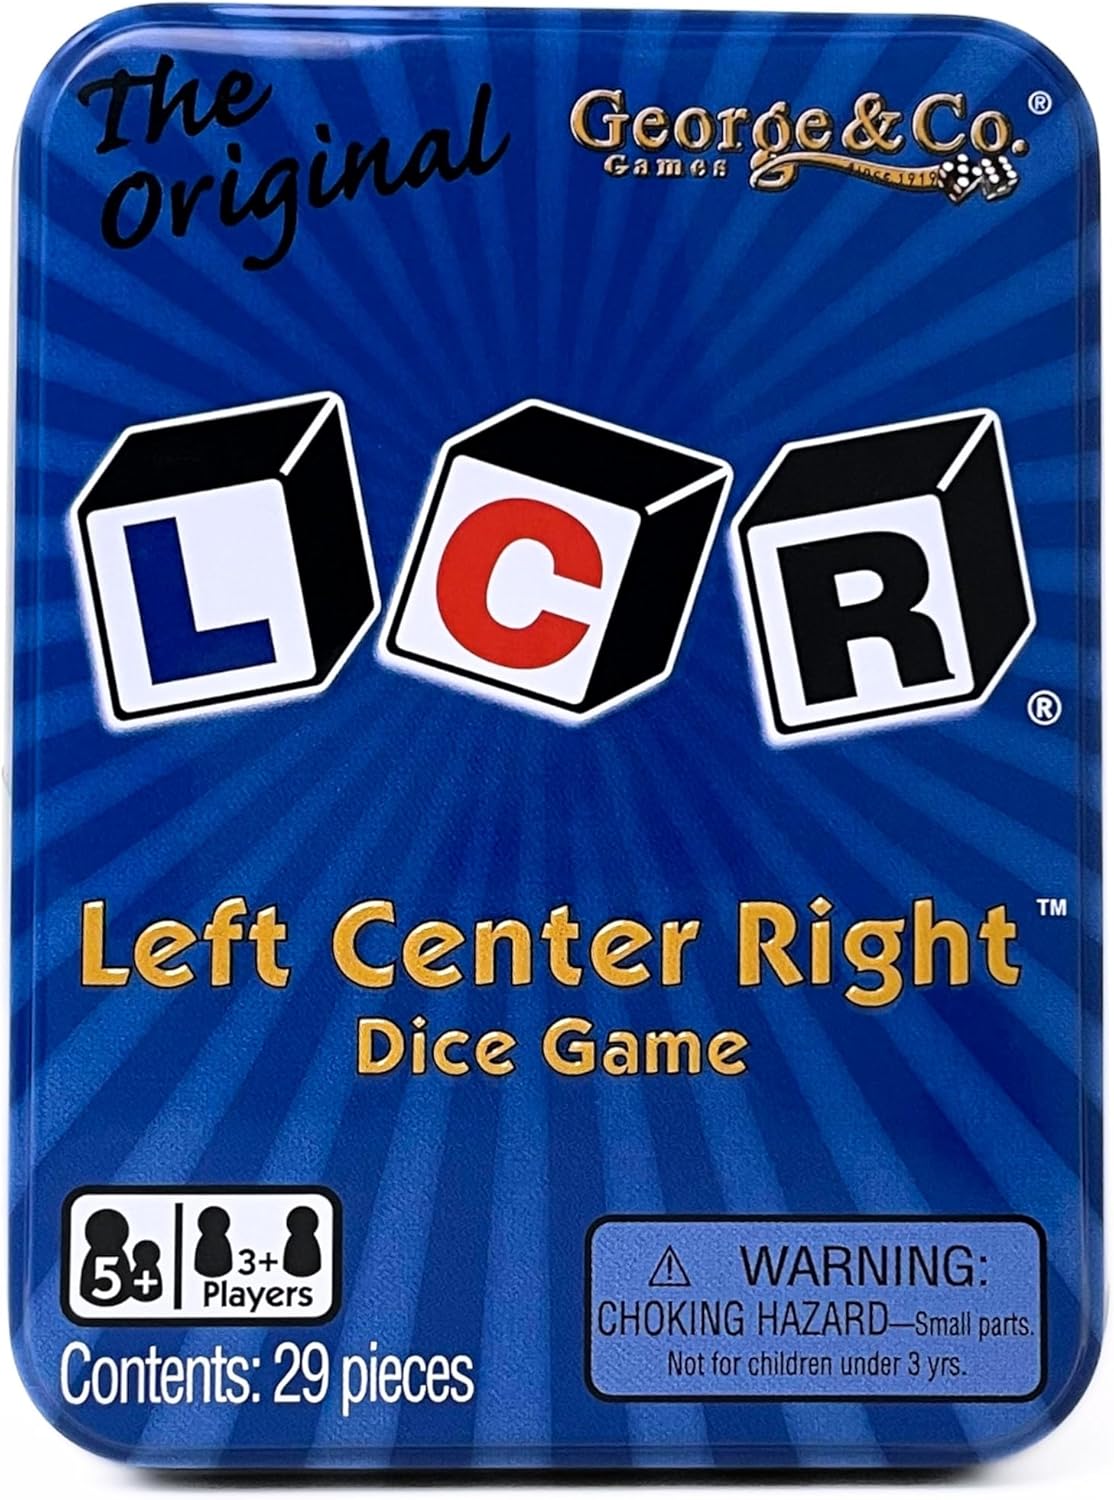 The
Original
George & Co.®
Games
SINCE 1919
L C R®
Left Center Right™
Dice Game
5+
3+
Players
Contents: 29 pieces
⚠ WARNING:
CHOKING HAZARD—Small parts.
Not for children under 3 yrs.